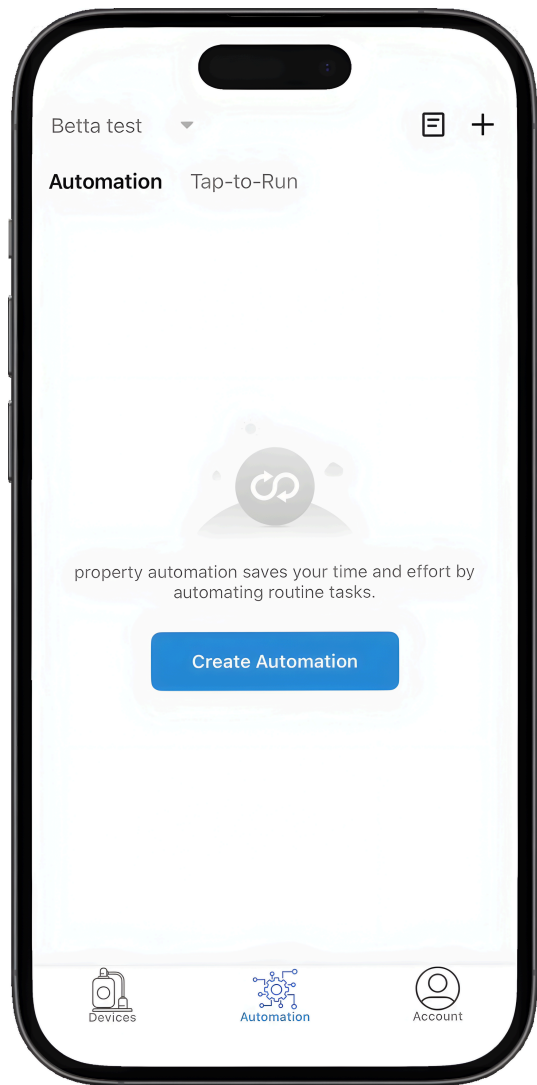 Betta test
Automation
Tap-to-Run
property automation saves your time and effort by
automating routine tasks.
Create Automation
Devices
Automation
Account